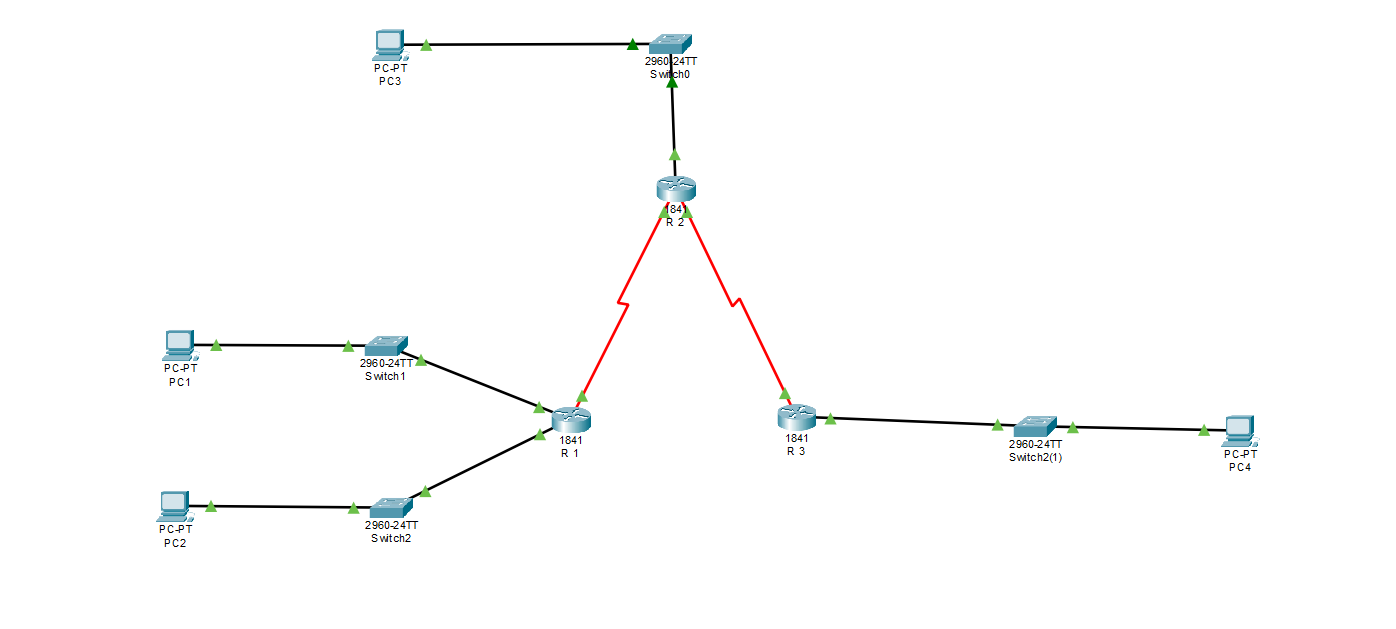 2960-24TT
Switch0
PC-PT
PC3
1841
R 2
PC-PT
PC1
2960-24TT
Switch1
1841
R 1
1841
R 3
2960-24TT
Switch2(1)
PC-PT
PC4
PC-PT
PC2
2960-24TT
Switch2